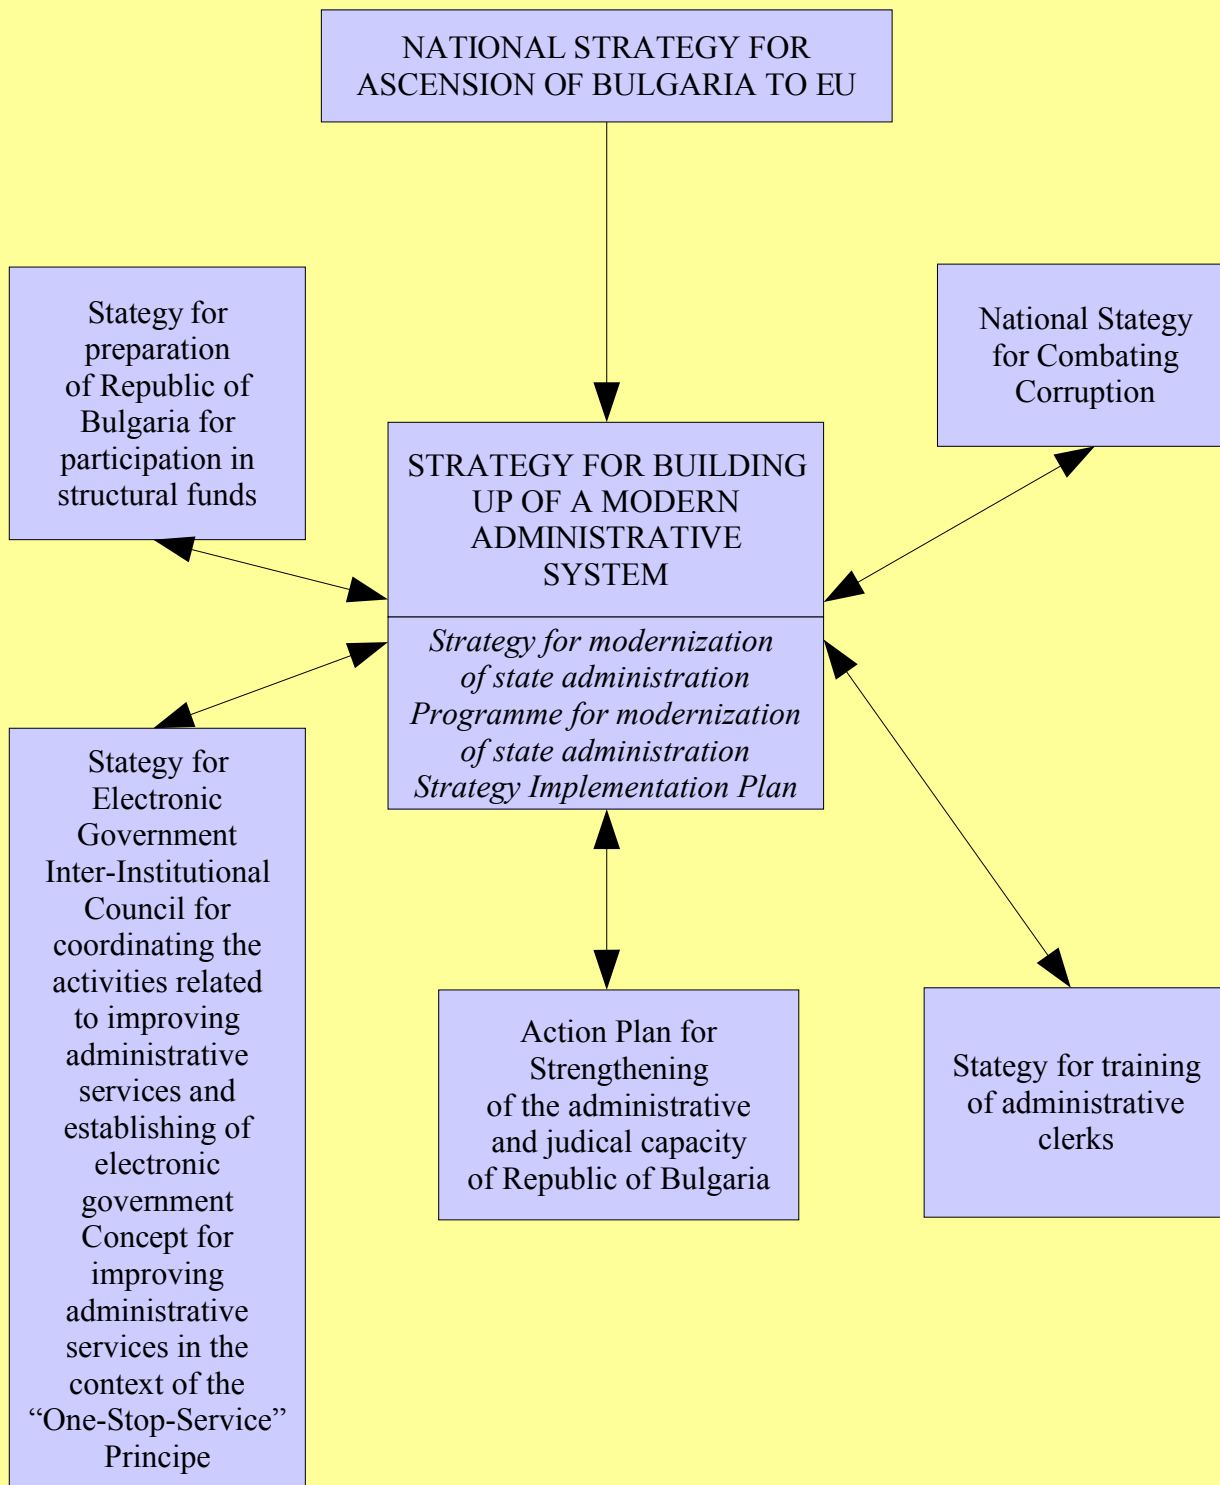 NATIONAL STRATEGY FOR
ASCENSION OF BULGARIA TO EU
Stategy for
preparation
of Republic of
Bulgaria for
participation in
structural funds
National Stategy
for Combating
Corruption
STRATEGY FOR BUILDING
UP OF A MODERN
ADMINISTRATIVE
SYSTEM
Strategy for modernization
of state administration
Programme for modernization
of state administration
Strategy Implementation Plan
Stategy for
Electronic
Government
Inter-Institutional
Council for
coordinating the
activities related
to improving
administrative
services and
establishing of
electronic
government
Concept for
improving
administrative
services in the
context of the
“One-Stop-Service”
Principe
Action Plan for
Strengthening
of the administrative
and judical capacity
of Republic of Bulgaria
Stategy for training
of administrative
clerks